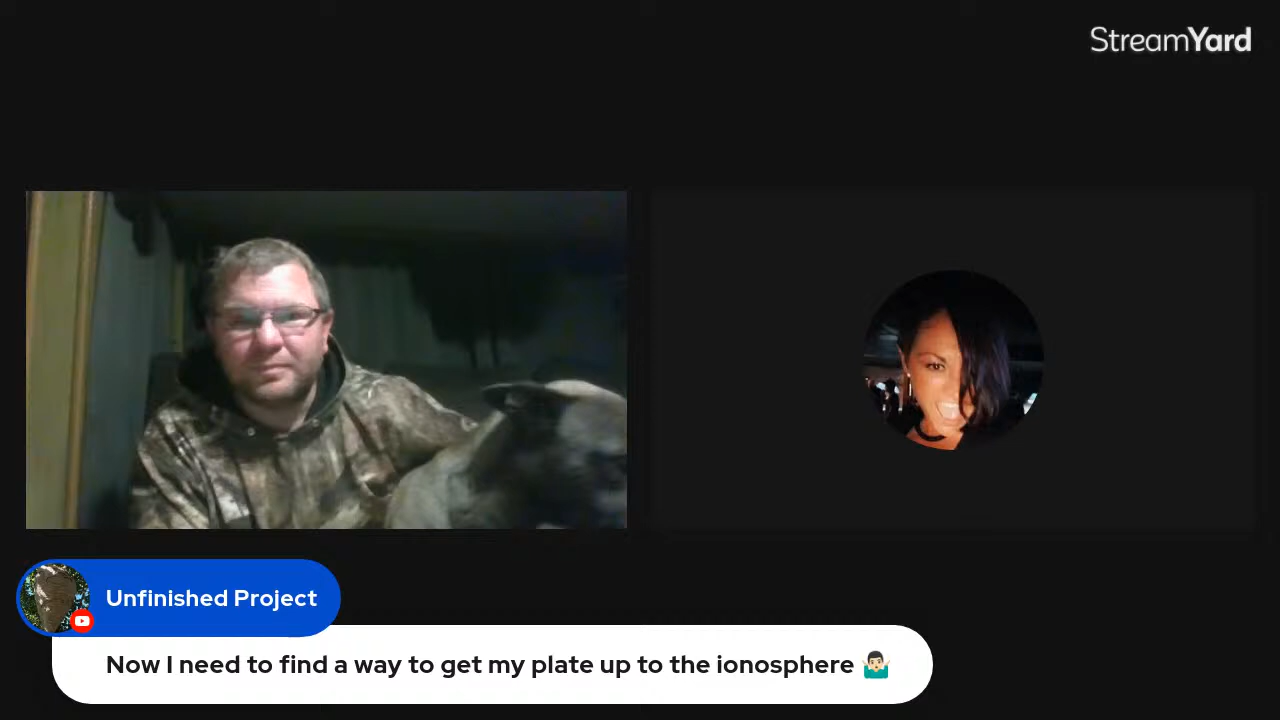 StreamYard
Unfinished Project
Now I need to find a way to get my plate up to the ionosphere 🤷🏻‍♂️